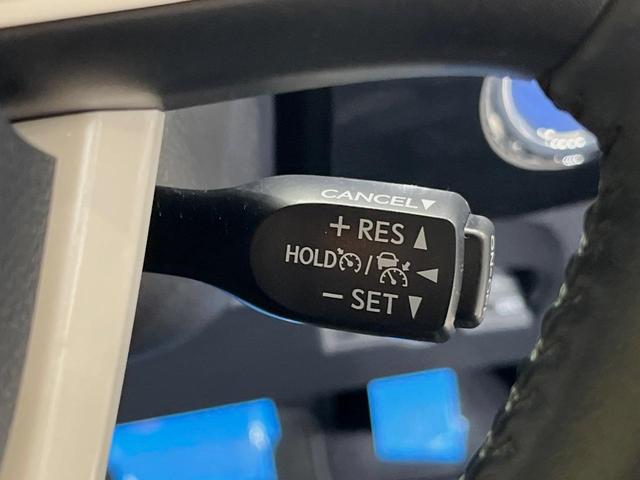 CANCEL▼
+ RES ▲
HOLD / ◀
− SET ▼